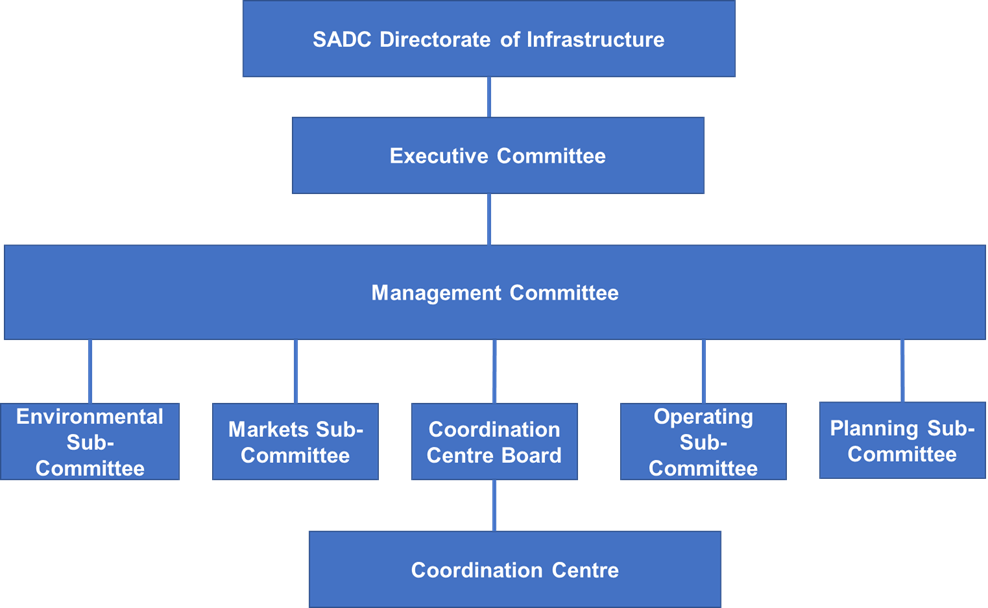 SADC Directorate of Infrastructure
Executive Committee
Management Committee
Environmental
Sub-
Committee
Markets Sub-
Committee
Coordination
Centre Board
Operating
Sub-
Committee
Planning Sub-
Committee
Coordination Centre